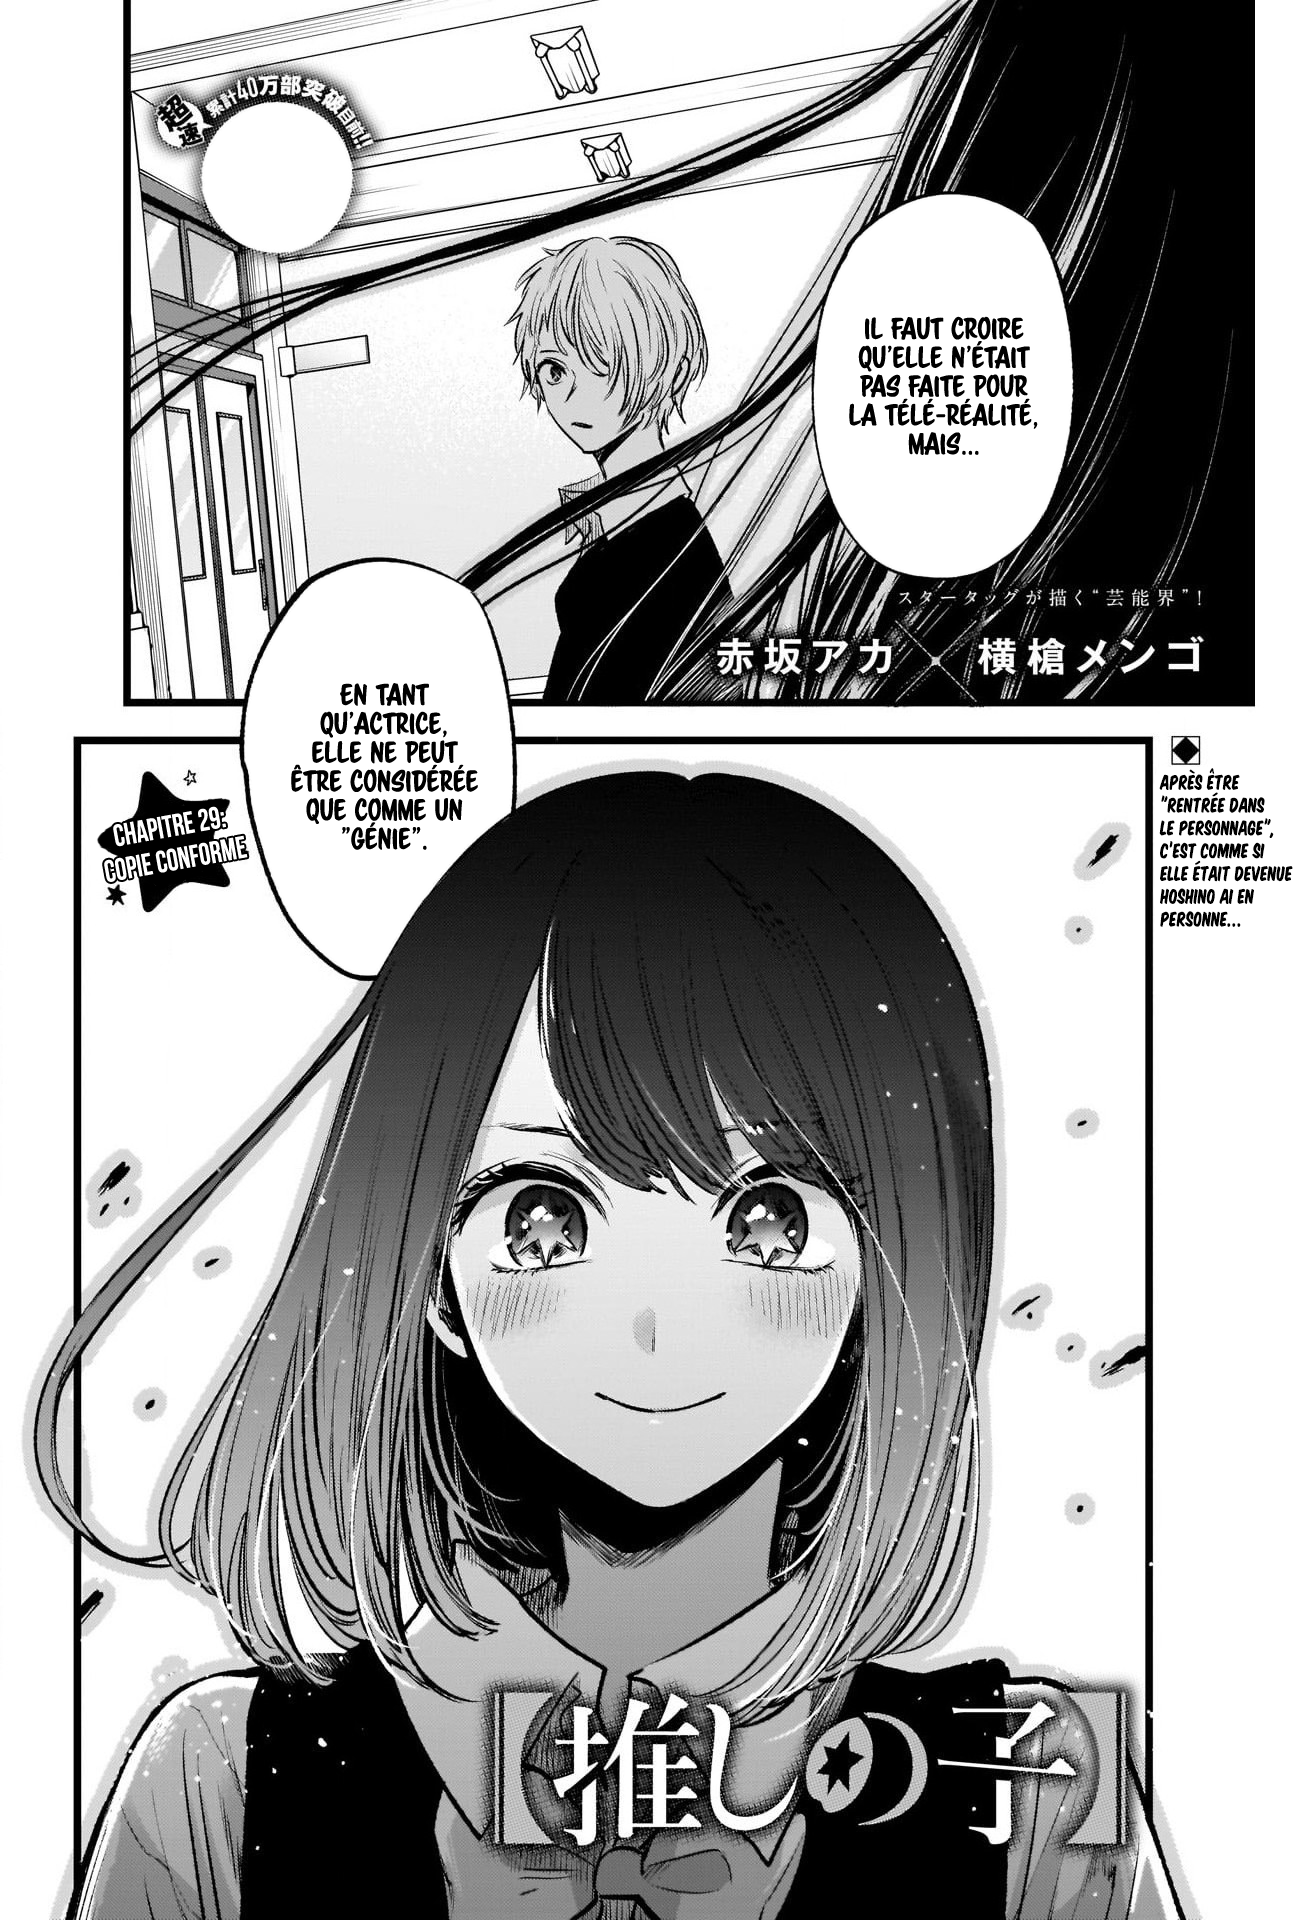 超速
累計40万部突破目前!!
IL FAUT CROIRE
QU'ELLE N'ÉTAIT
PAS FAITE POUR
LA TÉLÉ-RÉALITÉ,
MAIS...
スタータッグが描く“芸能界”!
赤坂アカ×横槍メンゴ
EN TANT
QU'ACTRICE,
ELLE NE PEUT
ÊTRE CONSIDÉRÉE
QUE COMME UN
"GÉNIE".
CHAPITRE 29:
COPIE CONFORME
APRÈS ÊTRE
"RENTRÉE DANS
LE PERSONNAGE",
C'EST COMME SI
ELLE ÉTAIT DEVENUE
HOSHINO AI EN
PERSONNE...
【推しの子】